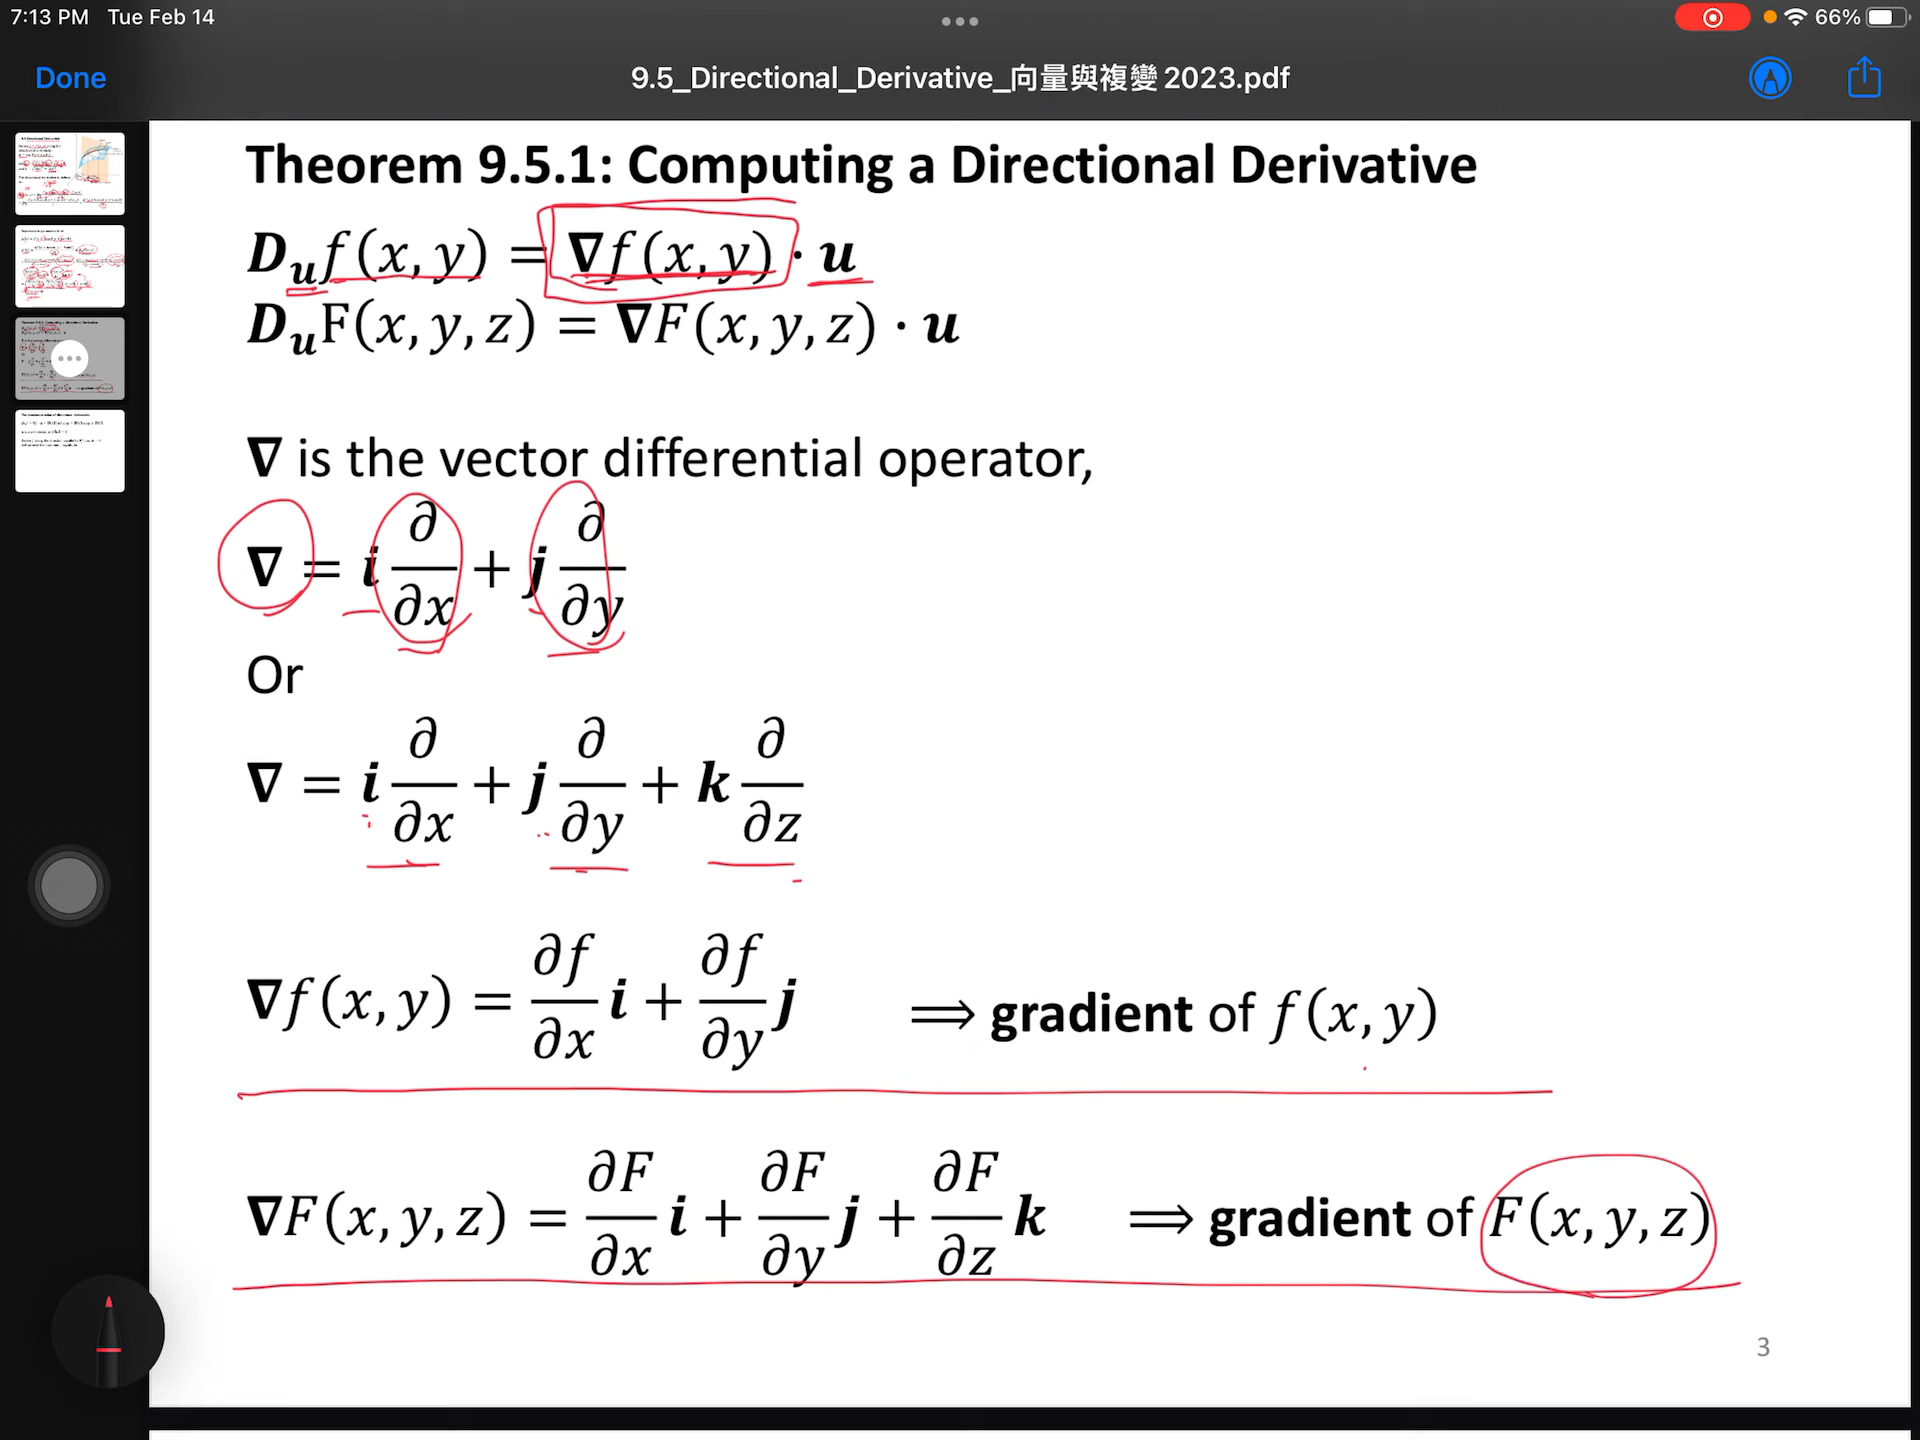 7:13 PM Tue Feb 14
66%
Done
9.5_Directional_Derivative_向量與複變 2023.pdf
Theorem 9.5.1: Computing a Directional Derivative
D_u f(x, y) = ∇f(x, y) · u
D_u F(x, y, z) = ∇F(x, y, z) · u
∇ is the vector differential operator,
∇ = i ∂/∂x + j ∂/∂y
Or
∇ = i ∂/∂x + j ∂/∂y + k ∂/∂z
∇f(x, y) = ∂f/∂x i + ∂f/∂y j ⟹ gradient of f(x, y)
∇F(x, y, z) = ∂F/∂x i + ∂F/∂y j + ∂F/∂z k ⟹ gradient of F(x, y, z)
3